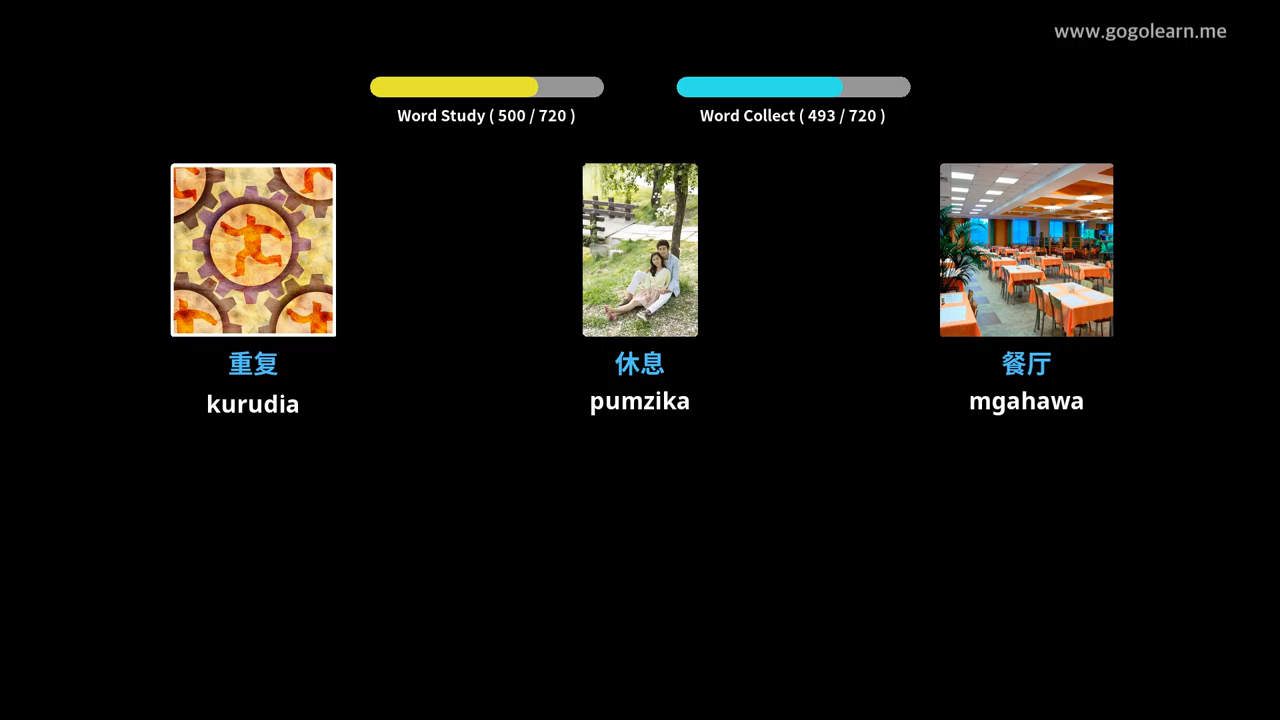 www.gogolearn.me
Word Study ( 500 / 720 )
Word Collect ( 493 / 720 )
重复
休息
餐厅
kurudia
pumzika
mgahawa